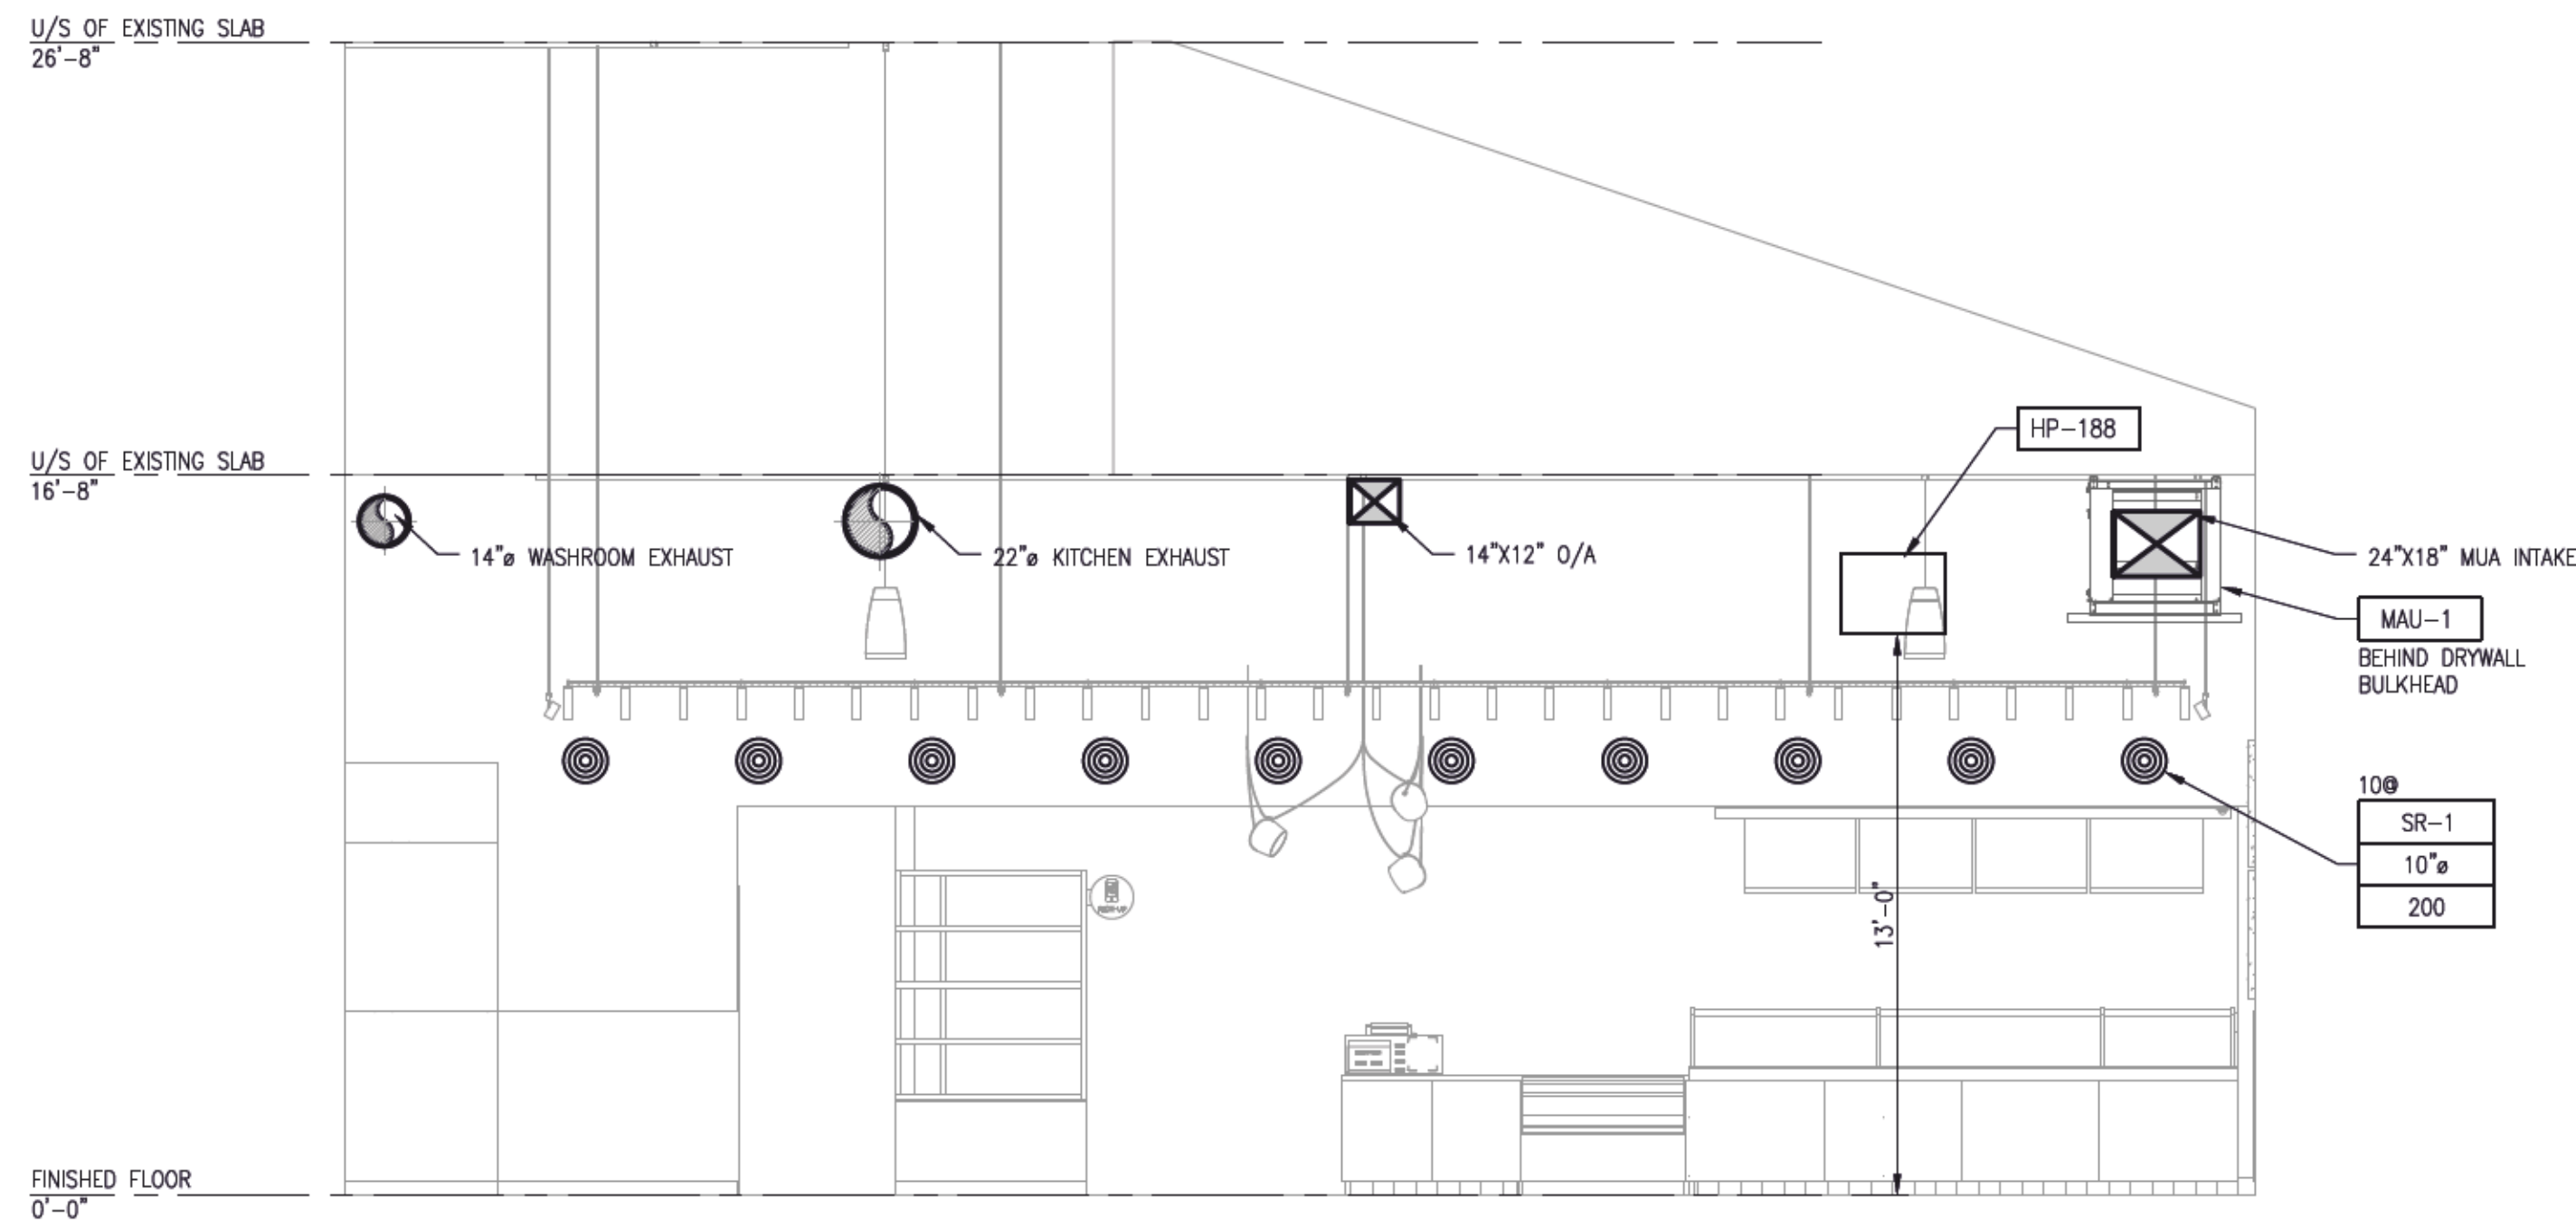 U/S OF EXISTING SLAB
26'-8"
HP-188
U/S OF EXISTING SLAB
16'-8"
14"ø WASHROOM EXHAUST
22"ø KITCHEN EXHAUST
14"X12" O/A
24"X18" MUA INTAKE
MAU-1
BEHIND DRYWALL
BULKHEAD
10@
SR-1
10"ø
200
13'-0"
FINISHED FLOOR
0'-0"